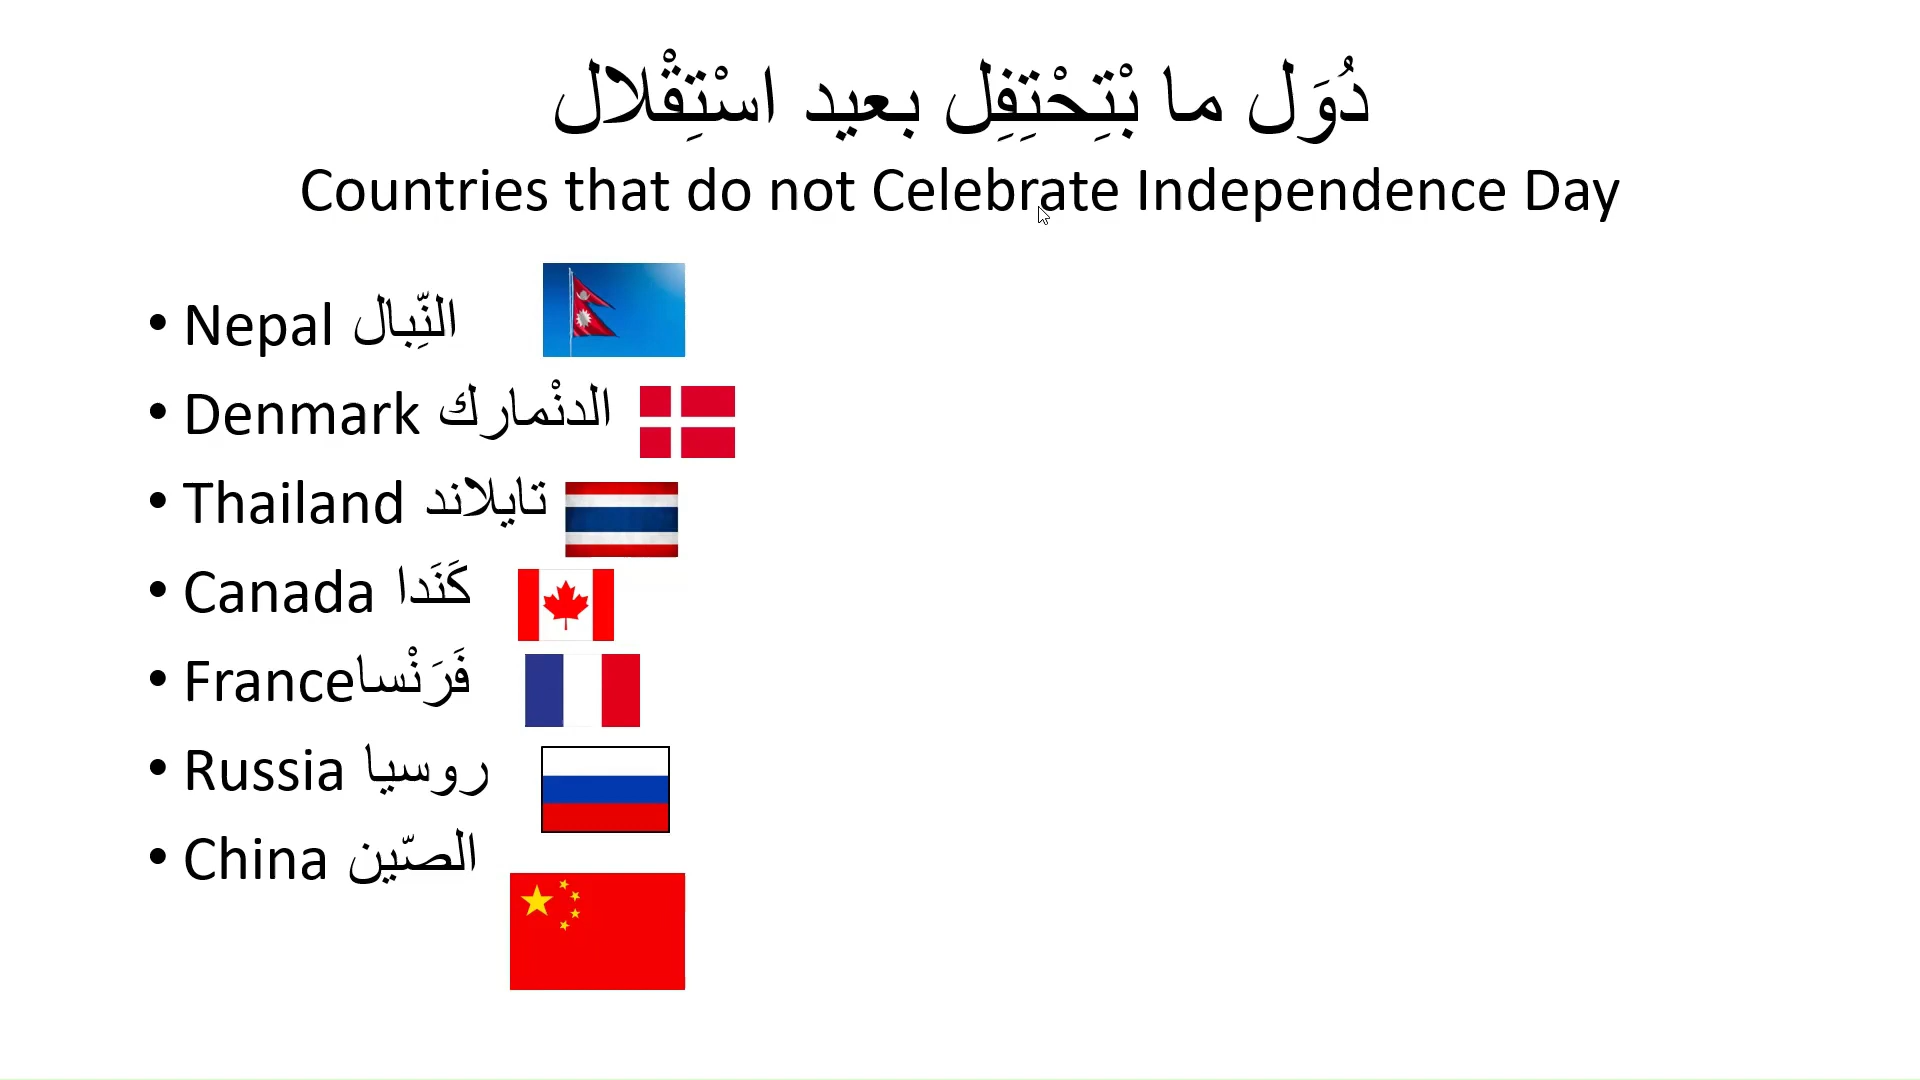 دُوَل ما بْتِحْتِفِل بعيد اسْتِقْلال
Countries that do not Celebrate Independence Day
• Nepal النِّبال
• Denmark الدنْمارك
• Thailand تايلاند
• Canada كَنَدا
• Franceفَرَنْسا
• Russia روسيا
• China الصّين